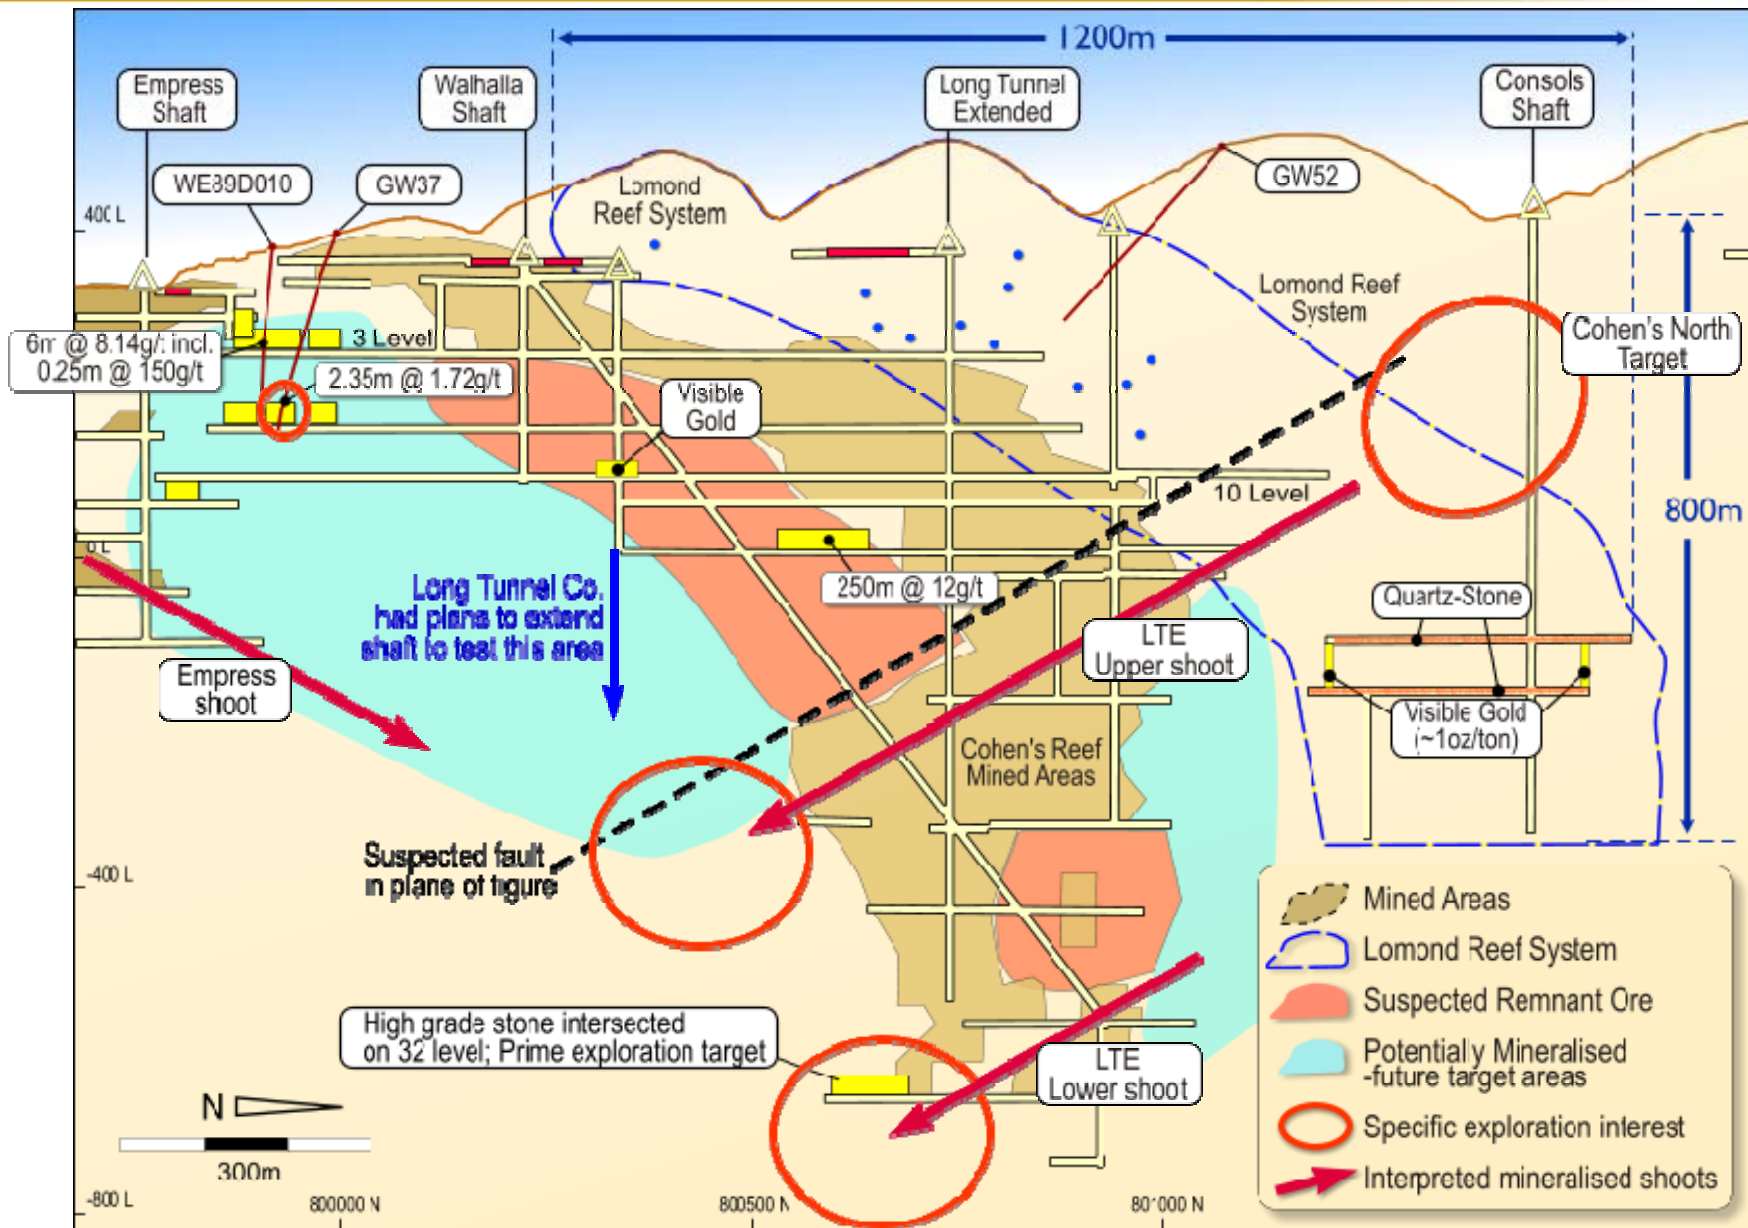 1200m
Empress
Shaft
Walhalla
Shaft
Long Tunnel
Extended
Consols
Shaft
WE89D010
GW37
GW52
Lomond
Reef System
400 L
Lomond Reef
System
Cohen's North
Target
3 Level
6m @ 8.14g/t incl.
0.25m @ 150g/t
2.35m @ 1.72g/t
Visible
Gold
10 Level
800m
0 L
Long Tunnel Co.
had plans to extend
shaft to test this area
250m @ 12g/t
Quartz-Stone
LTE
Upper shoot
Empress
shoot
Visible Gold
(~1oz/ton)
Cohen's Reef
Mined Areas
Suspected fault
in plane of figure
-400 L
Mined Areas
Lomond Reef System
Suspected Remnant Ore
Potentially Mineralised
-future target areas
Specific exploration interest
Interpreted mineralised shoots
High grade stone intersected
on 32 level; Prime exploration target
LTE
Lower shoot
N
300m
-800 L
800000 N
800500 N
801000 N